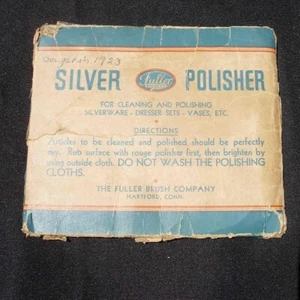 1923
SILVER Fuller POLISHER
FOR CLEANING AND POLISHING
SILVERWARE - DRESSER SETS - VASES, ETC.
DIRECTIONS
Articles to be cleaned and polished should be perfectly
ry. Rub surface with rouge polisher first, then brighten by
using outside cloth. DO NOT WASH THE POLISHING
CLOTHS.
THE FULLER BRUSH COMPANY
HARTFORD, CONN.